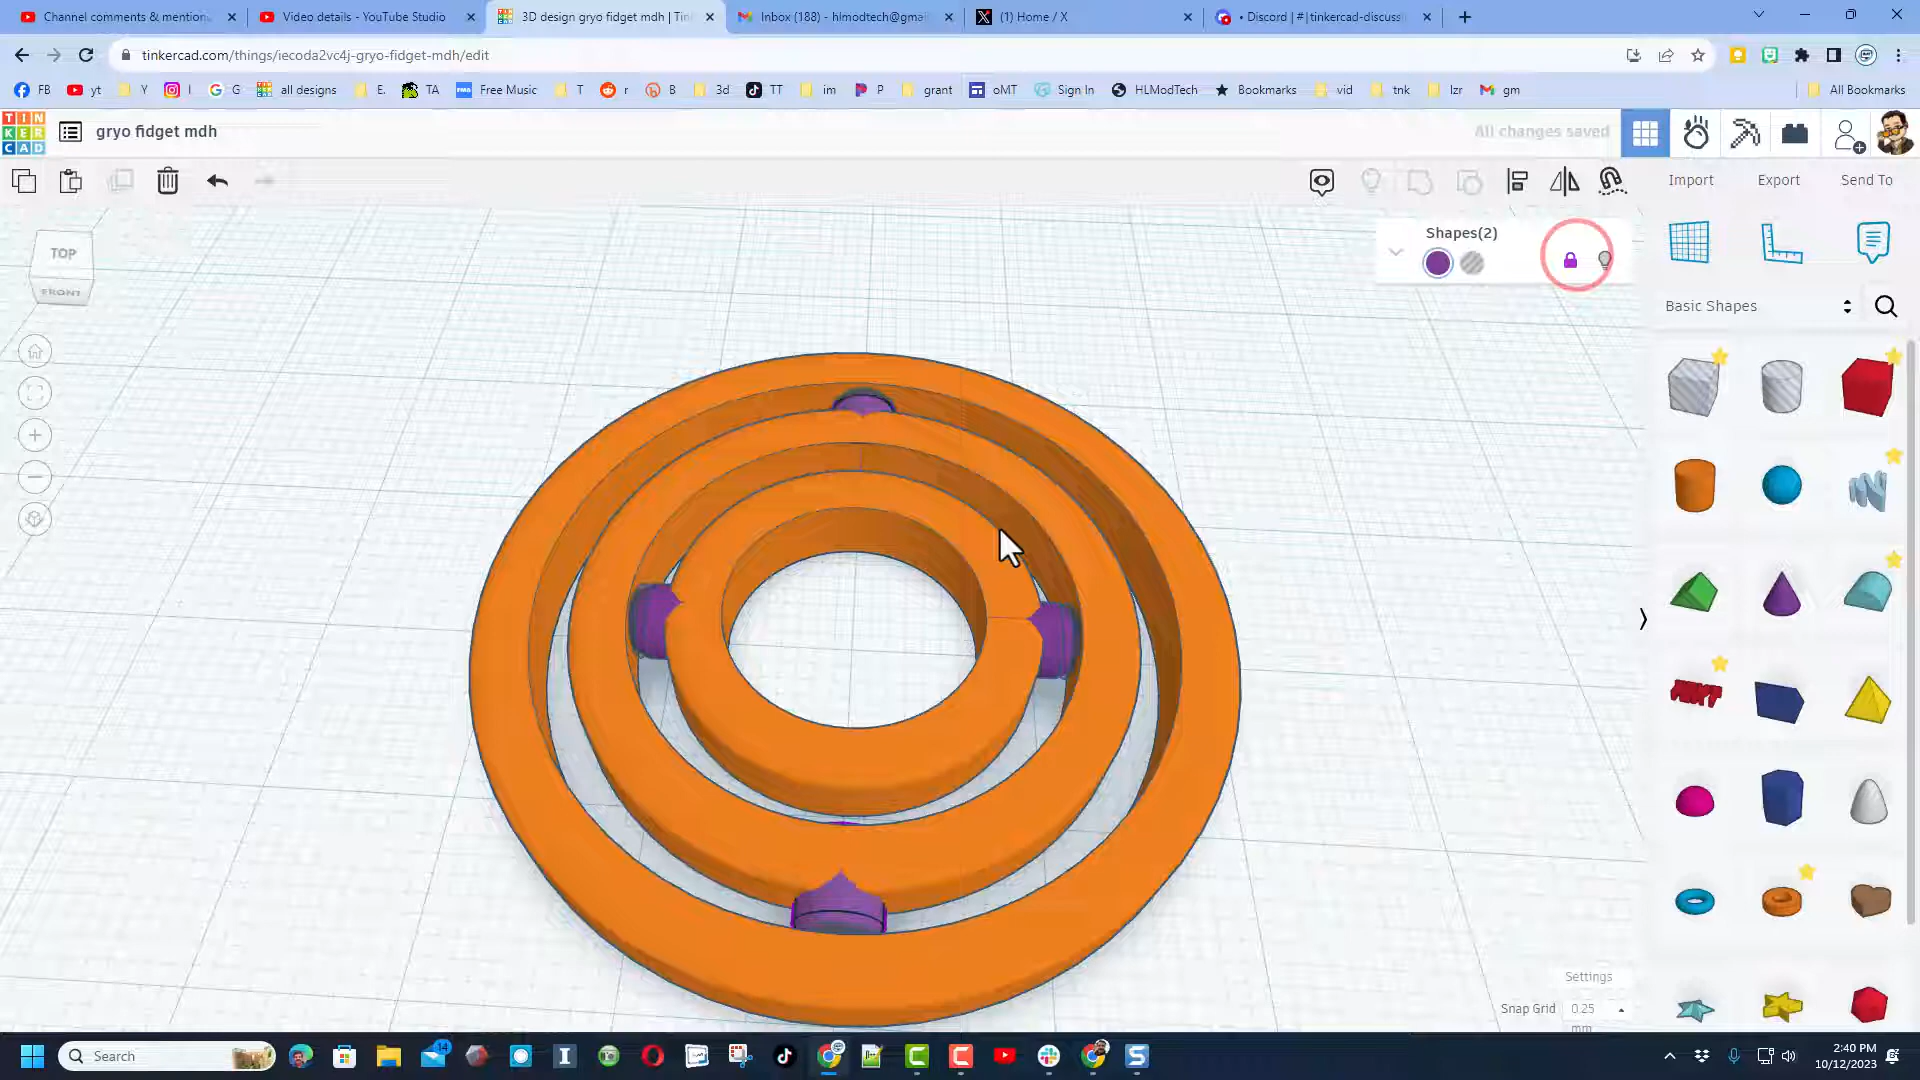 Channel comments & mention
Video details - YouTube Studio
3D design gryo fidget mdh | Tin
Inbox (188) - hlmodtech@gmai
(1) Home / X
• Discord | #|tinkercad-discuss
tinkercad.com/things/iecoda2vc4j-gryo-fidget-mdh/edit
FB
yt
Y
I
G
all designs
E.
TA
Free Music
T
r
B
3d
TT
im
P
grant
oMT
Sign In
HLModTech
Bookmarks
vid
tnk
lzr
gm
All Bookmarks
TIN
KER
CAD
gryo fidget mdh
All changes saved
Import
Export
Send To
TOP
FRONT
Shapes(2)
Basic Shapes
Settings
Snap Grid
0.25
mm
Search
14
2:40 PM
10/12/2023